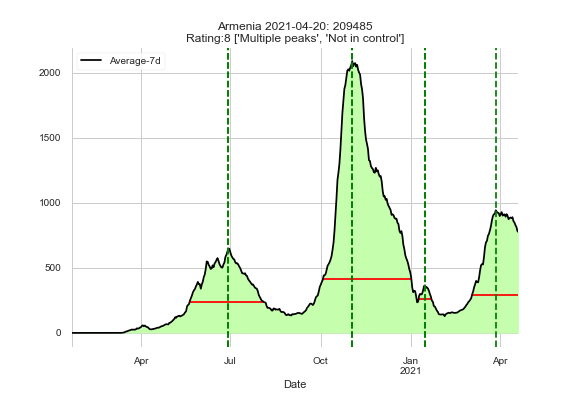 Armenia 2021-04-20: 209485
Rating:8 ['Multiple peaks', 'Not in control']
Average-7d
2000
1500
1000
500
0
Apr Jul Oct Jan Apr
2021
Date